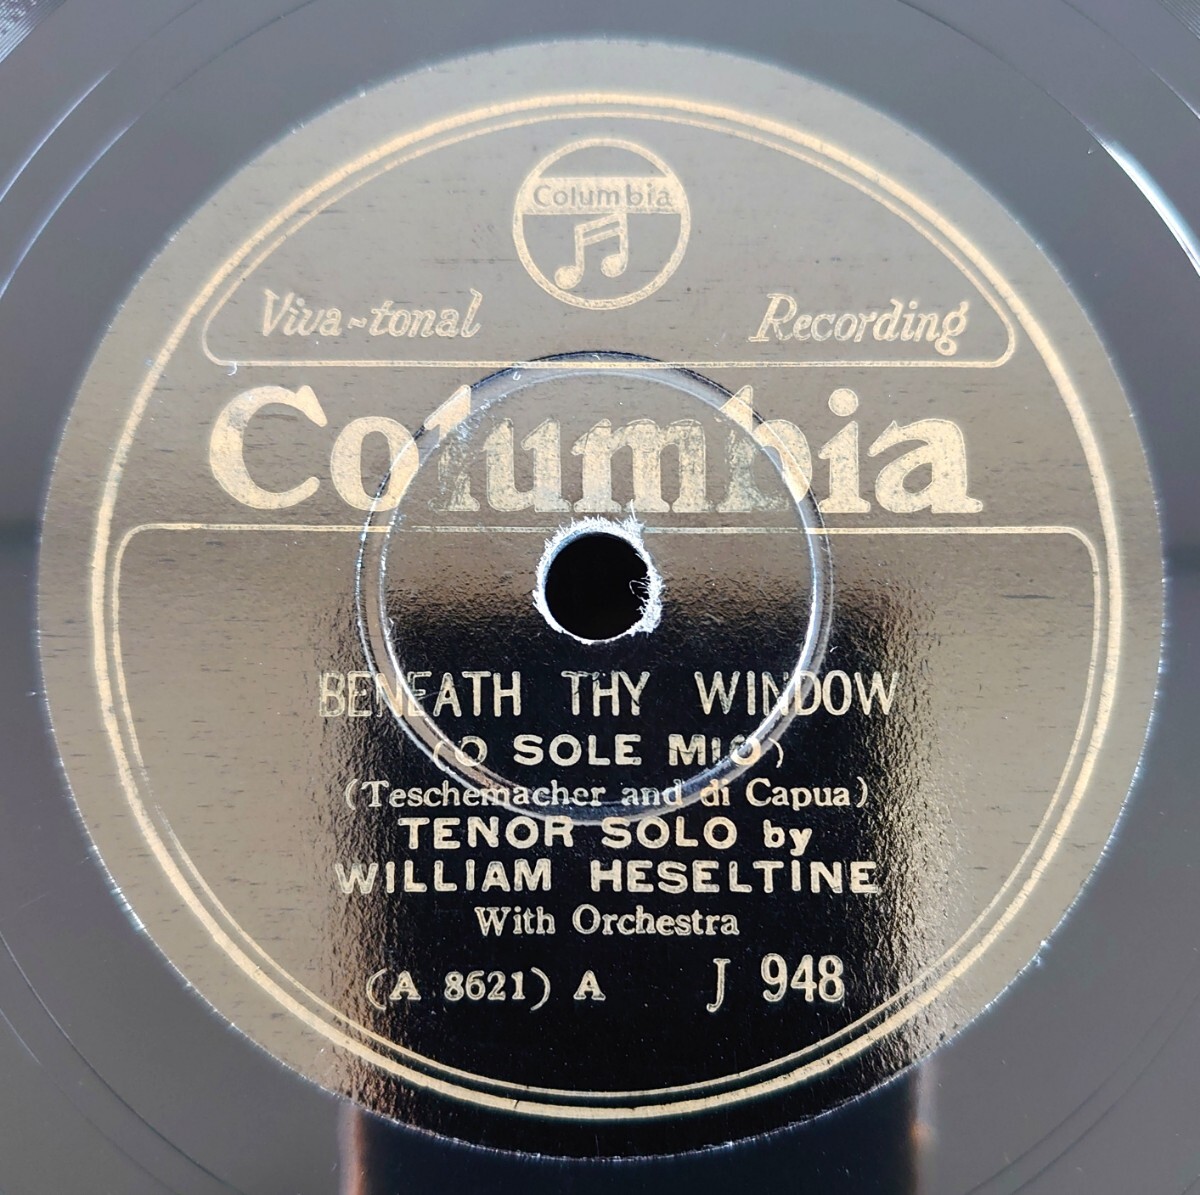 Columbia
Viva-tonal Recording
Columbia
BENEATH THY WINDOW
(O SOLE MIO)
(Teschemacher and di Capua)
TENOR SOLO by
WILLIAM HESELTINE
With Orchestra
(A 8621) A J 948